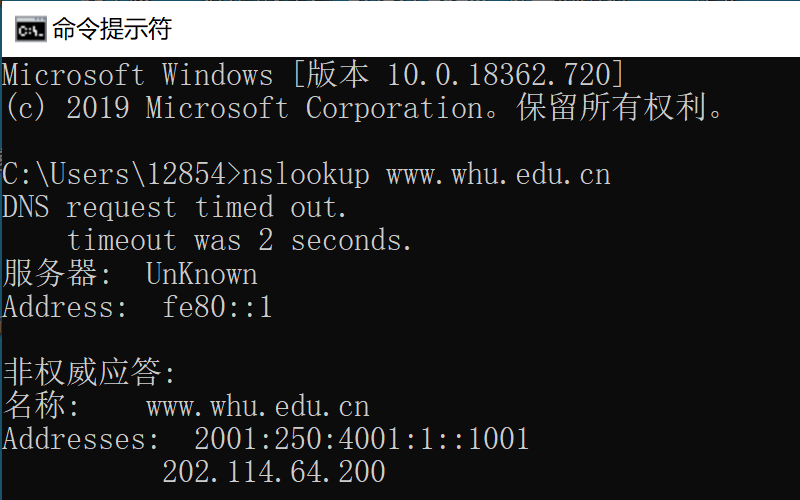 命令提示符
Microsoft Windows [版本 10.0.18362.720]
(c) 2019 Microsoft Corporation。保留所有权利。
C:\Users\12854>nslookup www.whu.edu.cn
DNS request timed out.
    timeout was 2 seconds.
服务器:  UnKnown
Address:  fe80::1
非权威应答:
名称:    www.whu.edu.cn
Addresses:  2001:250:4001:1::1001
          202.114.64.200